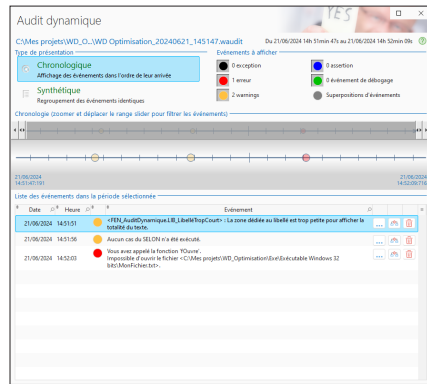 Audit dynamique
YES
C:\Mes projets\WD_O...\WD Optimisation_20240621_145147.waudit
Du 21/06/2024 14h 51min 47s au 21/06/2024 14h 52min 09s
Type de présentation
Evénements à afficher
Chronologique
Affichage des événements dans l'ordre de leur arrivée
Synthétique
Regroupement des événements identiques
0 exception
0 assertion
1 erreur
0 événement de débogage
2 warnings
Superpositions d'événements
Chronologie (zoomer et déplacer le range slider pour filtrer les événements)
21/06/2024
14:51:47:191
21/06/2024
14:52:09:716
Liste des événements dans la période sélectionnée
Date Heure Evénement
21/06/2024 14:51:51 <FEN_AuditDynamique.LIB_LibelléTropCourt> : La zone dédiée au libellé est trop petite pour afficher la
totalité du texte.
21/06/2024 14:51:56 Aucun cas du SELON n'a été exécuté.
21/06/2024 14:52:03 Vous avez appelé la fonction 'fOuvre'.
Impossible d'ouvrir le fichier <C:\Mes projets\WD_Optimisation\Exe\Exécutable Windows 32
bits\MonFichier.txt>.